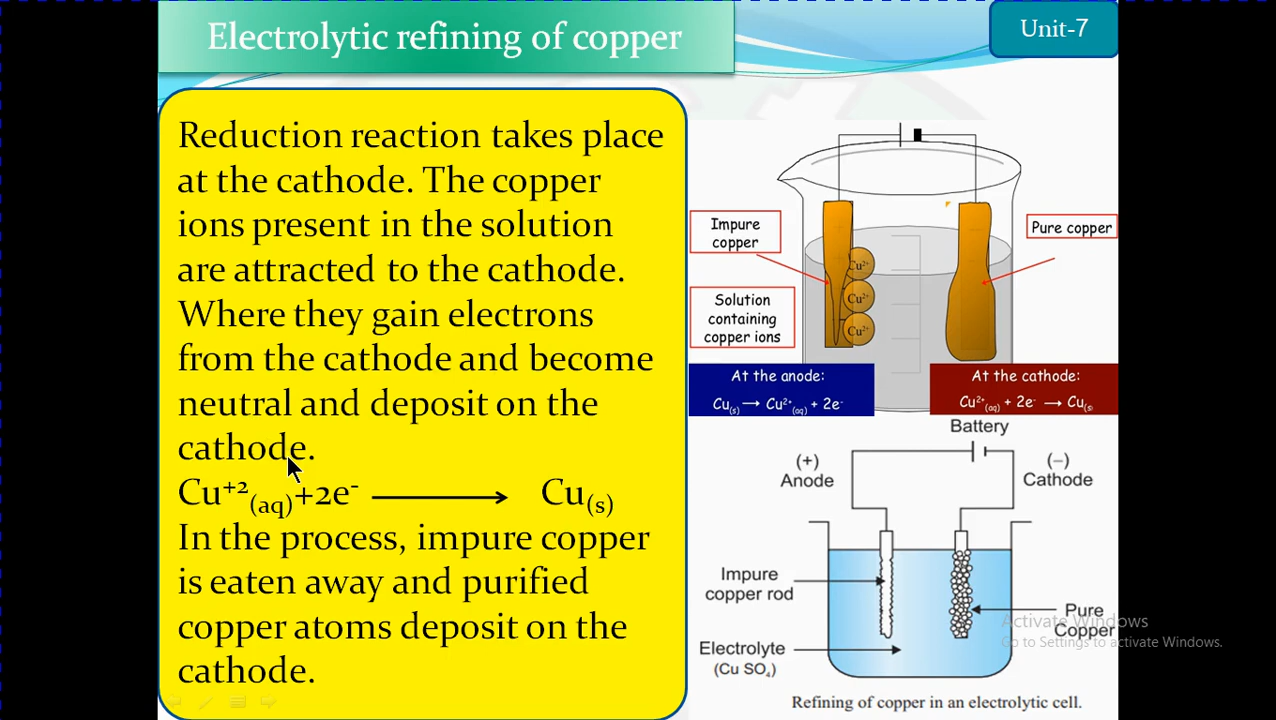 Electrolytic refining of copper
Unit-7
Reduction reaction takes place
at the cathode. The copper
ions present in the solution
are attracted to the cathode.
Where they gain electrons
from the cathode and become
neutral and deposit on the
cathode.
Cu⁺²₍aq₎+2e⁻ ⟶ Cu₍s₎
In the process, impure copper
is eaten away and purified
copper atoms deposit on the
cathode.
Impure
copper
Pure copper
Solution
containing
copper ions
Cu²⁺
Cu²⁺
Cu²⁺
At the anode:
Cu₍s₎ → Cu²⁺₍aq₎ + 2e⁻
At the cathode:
Cu²⁺₍aq₎ + 2e⁻ → Cu₍s₎
Battery
(+)
Anode
(–)
Cathode
Impure
copper rod
Pure
Copper
Electrolyte
(Cu SO₄)
Refining of copper in an electrolytic cell.
Activate Windows
Go to Settings to activate Windows.